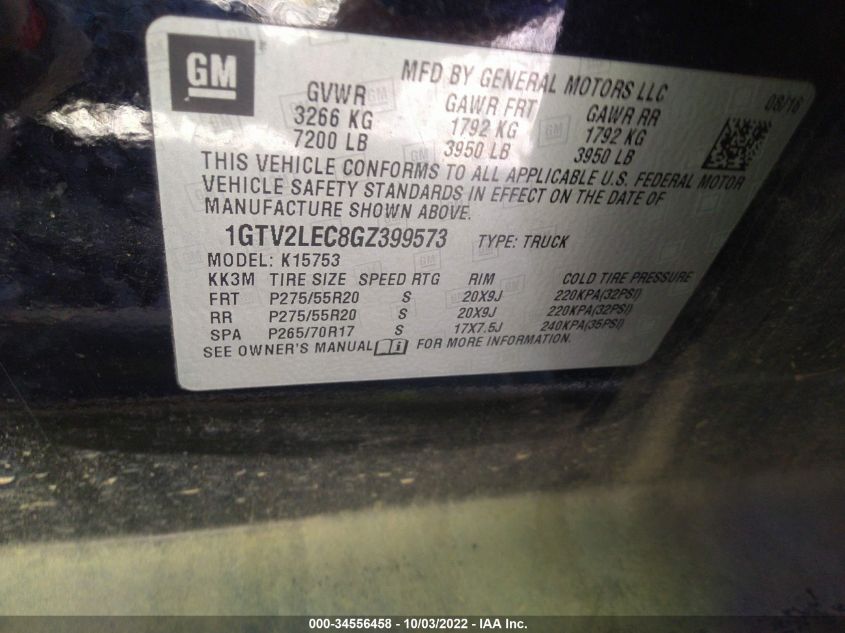 GM
MFD BY GENERAL MOTORS LLC
08/16
GVWR GAWR FRT GAWR RR
3266 KG 1792 KG 1792 KG
7200 LB 3950 LB 3950 LB
THIS VEHICLE CONFORMS TO ALL APPLICABLE U.S. FEDERAL MOTOR
VEHICLE SAFETY STANDARDS IN EFFECT ON THE DATE OF
MANUFACTURE SHOWN ABOVE.
1GTV2LEC8GZ399573 TYPE: TRUCK
MODEL: K15753
KK3M TIRE SIZE SPEED RTG RIM COLD TIRE PRESSURE
FRT P275/55R20 S 20X9J 220KPA(32PSI)
RR P275/55R20 S 20X9J 220KPA(32PSI)
SPA P265/70R17 S 17X7.5J 240KPA(35PSI)
SEE OWNER'S MANUAL i FOR MORE INFORMATION.
000-34556458 - 10/03/2022 - IAA Inc.